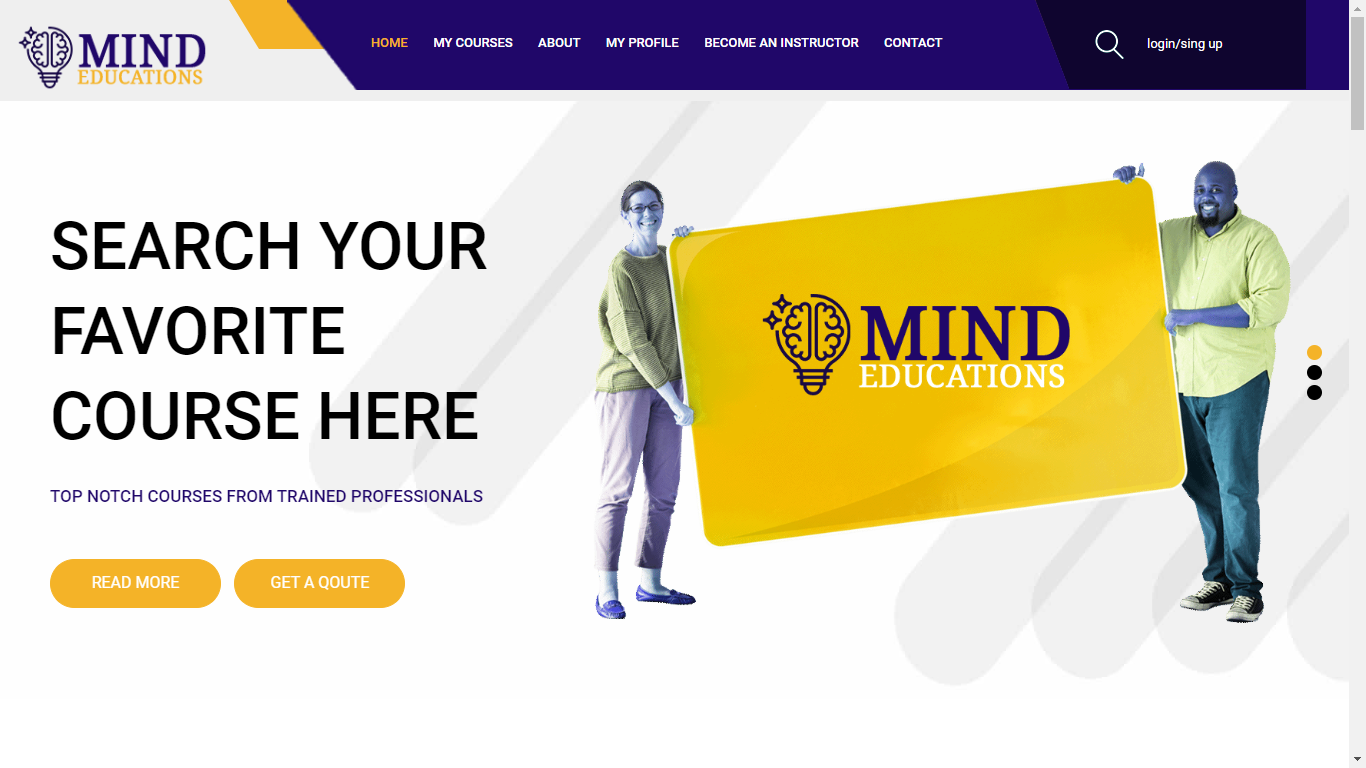 MIND
EDUCATIONS
HOME MY COURSES ABOUT MY PROFILE BECOME AN INSTRUCTOR CONTACT
login/sing up
SEARCH YOUR
FAVORITE
COURSE HERE
TOP NOTCH COURSES FROM TRAINED PROFESSIONALS
READ MORE GET A QOUTE
MIND
EDUCATIONS